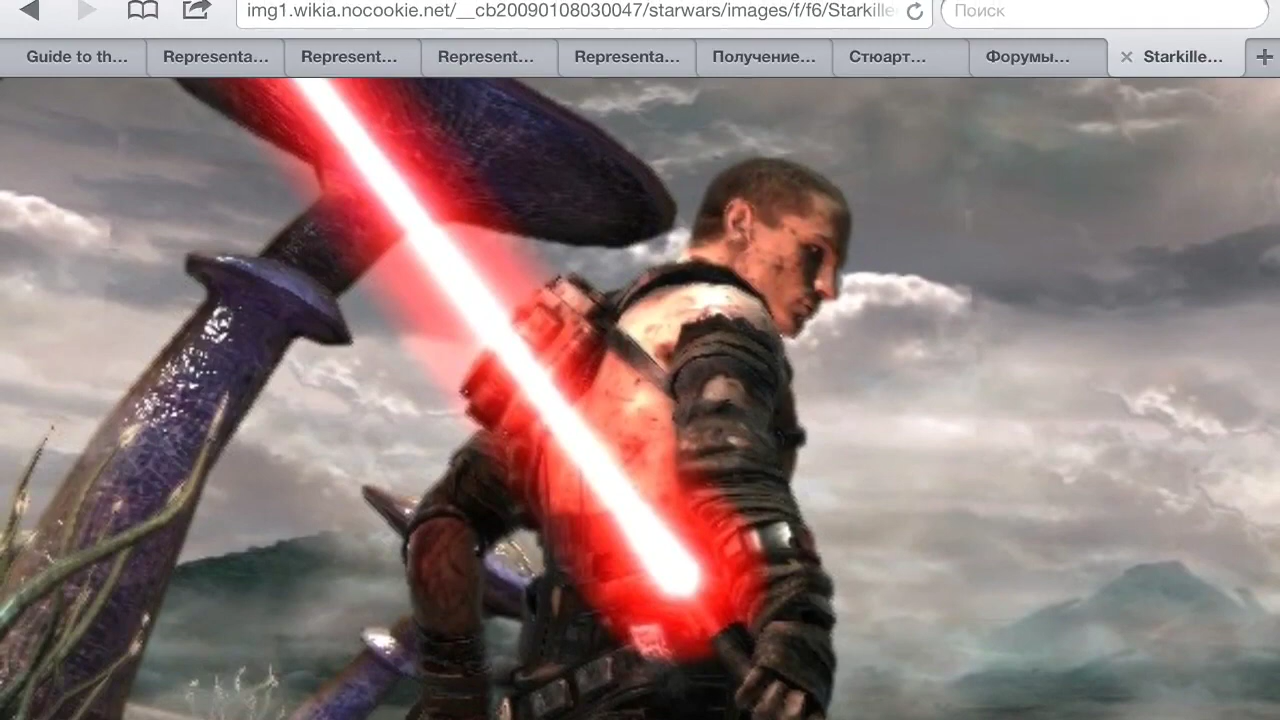 img1.wikia.nocookie.net/__cb20090108030047/starwars/images/f/f6/Starkille
Поиск
Guide to th...
Representa...
Represent...
Represent...
Representa...
Получение...
Стюарт...
Форумы...
Starkille...